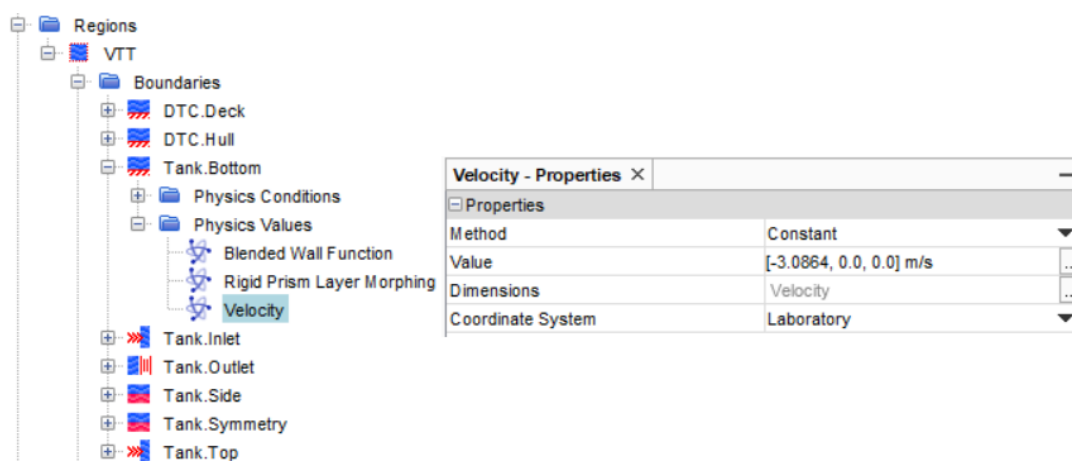 Regions
VTT
Boundaries
DTC.Deck
DTC.Hull
Tank.Bottom
Physics Conditions
Physics Values
Blended Wall Function
Rigid Prism Layer Morphing
Velocity
Tank.Inlet
Tank.Outlet
Tank.Side
Tank.Symmetry
Tank.Top
Velocity - Properties ×
Properties
Method Constant
Value [-3.0864, 0.0, 0.0] m/s ...
Dimensions Velocity ...
Coordinate System Laboratory